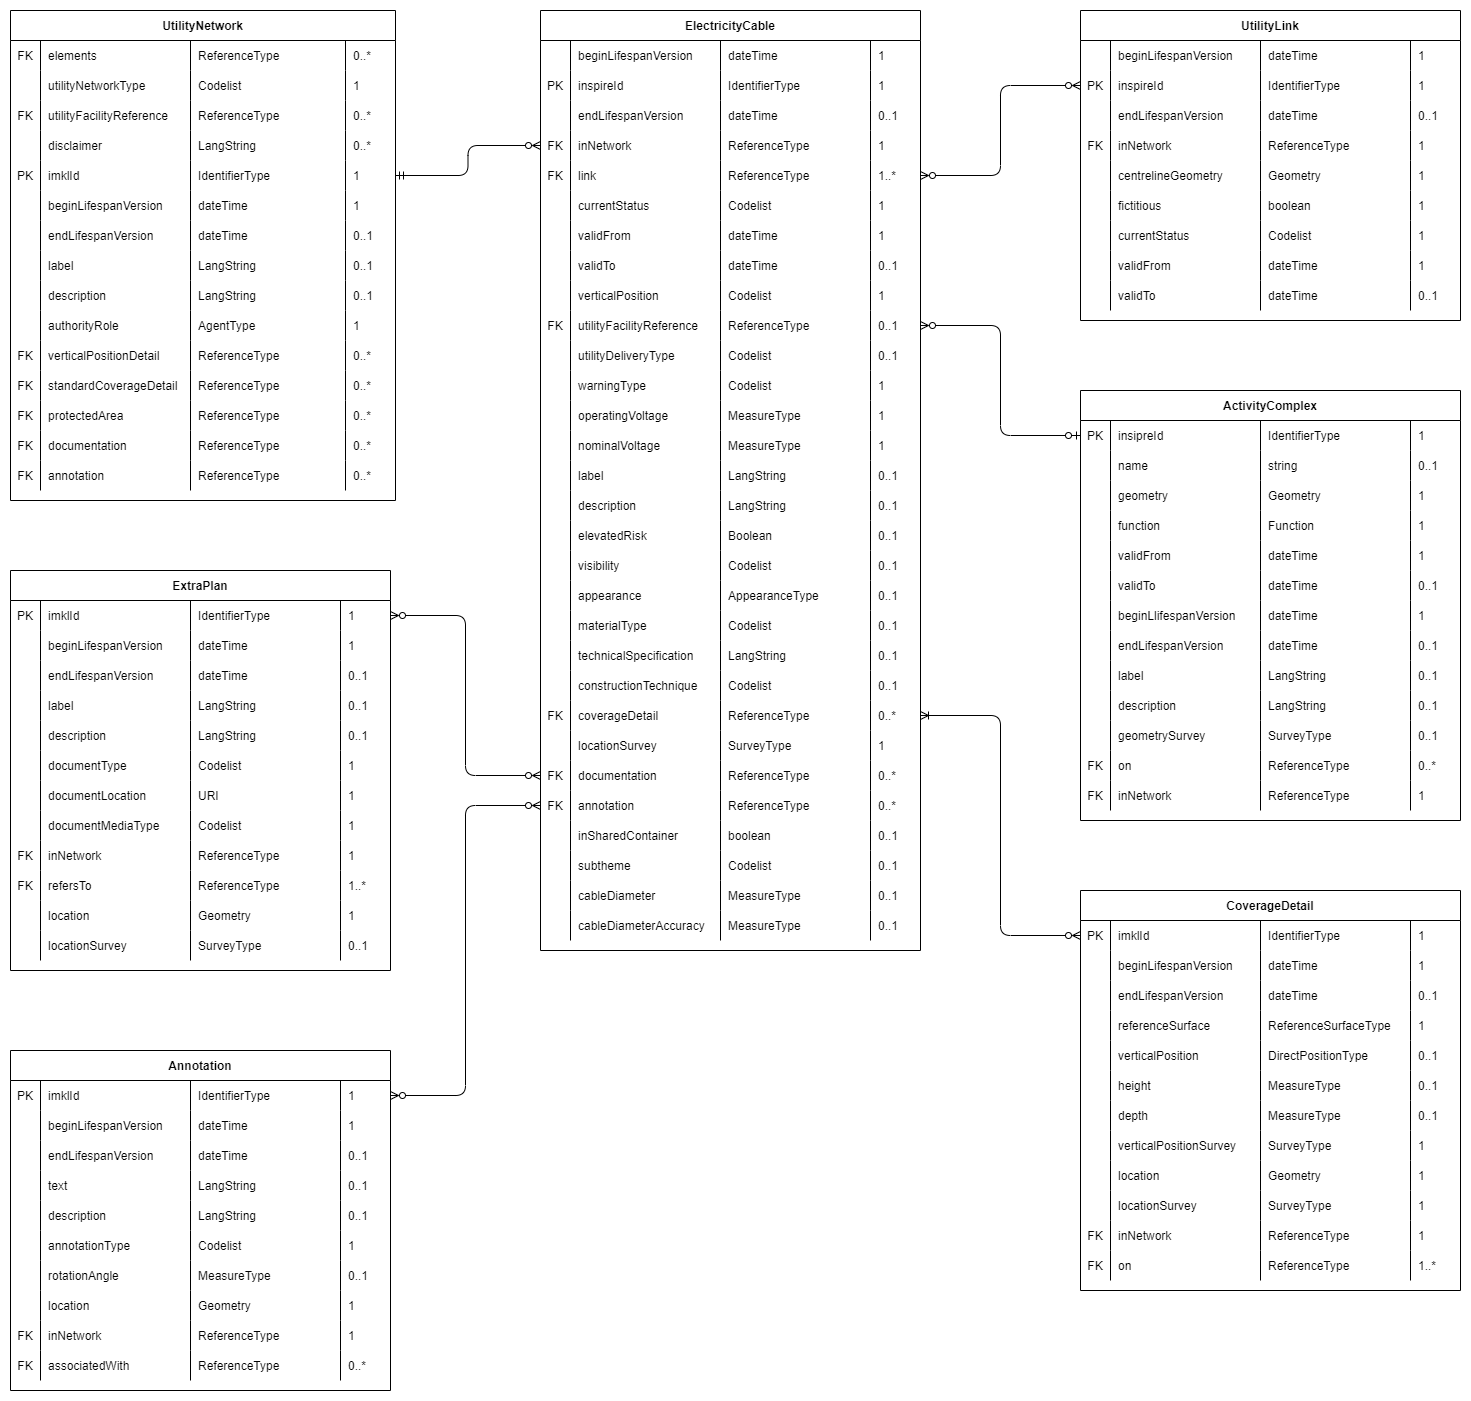 UtilityNetwork
FK elements ReferenceType 0..*
utilityNetworkType Codelist 1
FK utilityFacilityReference ReferenceType 0..*
disclaimer LangString 0..*
PK imklId IdentifierType 1
beginLifespanVersion dateTime 1
endLifespanVersion dateTime 0..1
label LangString 0..1
description LangString 0..1
authorityRole AgentType 1
FK verticalPositionDetail ReferenceType 0..*
FK standardCoverageDetail ReferenceType 0..*
FK protectedArea ReferenceType 0..*
FK documentation ReferenceType 0..*
FK annotation ReferenceType 0..*
ExtraPlan
PK imklId IdentifierType 1
beginLifespanVersion dateTime 1
endLifespanVersion dateTime 0..1
label LangString 0..1
description LangString 0..1
documentType Codelist 1
documentLocation URI 1
documentMediaType Codelist 1
FK inNetwork ReferenceType 1
FK refersTo ReferenceType 1..*
location Geometry 1
locationSurvey SurveyType 0..1
Annotation
PK imklId IdentifierType 1
beginLifespanVersion dateTime 1
endLifespanVersion dateTime 0..1
text LangString 0..1
description LangString 0..1
annotationType Codelist 1
rotationAngle MeasureType 0..1
location Geometry 1
FK inNetwork ReferenceType 1
FK associatedWith ReferenceType 0..*
ElectricityCable
beginLifespanVersion dateTime 1
PK inspireId IdentifierType 1
endLifespanVersion dateTime 0..1
FK inNetwork ReferenceType 1
FK link ReferenceType 1..*
currentStatus Codelist 1
validFrom dateTime 1
validTo dateTime 0..1
verticalPosition Codelist 1
FK utilityFacilityReference ReferenceType 0..1
utilityDeliveryType Codelist 0..1
warningType Codelist 1
operatingVoltage MeasureType 1
nominalVoltage MeasureType 1
label LangString 0..1
description LangString 0..1
elevatedRisk Boolean 0..1
visibility Codelist 0..1
appearance AppearanceType 0..1
materialType Codelist 0..1
technicalSpecification LangString 0..1
constructionTechnique Codelist 0..1
FK coverageDetail ReferenceType 0..*
locationSurvey SurveyType 1
FK documentation ReferenceType 0..*
FK annotation ReferenceType 0..*
inSharedContainer boolean 0..1
subtheme Codelist 0..1
cableDiameter MeasureType 0..1
cableDiameterAccuracy MeasureType 0..1
UtilityLink
beginLifespanVersion dateTime 1
PK inspireId IdentifierType 1
endLifespanVersion dateTime 0..1
FK inNetwork ReferenceType 1
centrelineGeometry Geometry 1
fictitious boolean 1
currentStatus Codelist 1
validFrom dateTime 1
validTo dateTime 0..1
ActivityComplex
PK insipreId IdentifierType 1
name string 0..1
geometry Geometry 1
function Function 1
validFrom dateTime 1
validTo dateTime 0..1
beginLlifespanVersion dateTime 1
endLifespanVersion dateTime 0..1
label LangString 0..1
description LangString 0..1
geometrySurvey SurveyType 0..1
FK on ReferenceType 0..*
FK inNetwork ReferenceType 1
CoverageDetail
PK imklId IdentifierType 1
beginLifespanVersion dateTime 1
endLifespanVersion dateTime 0..1
referenceSurface ReferenceSurfaceType 1
verticalPosition DirectPositionType 0..1
height MeasureType 0..1
depth MeasureType 0..1
verticalPositionSurvey SurveyType 1
location Geometry 1
locationSurvey SurveyType 1
FK inNetwork ReferenceType 1
FK on ReferenceType 1..*